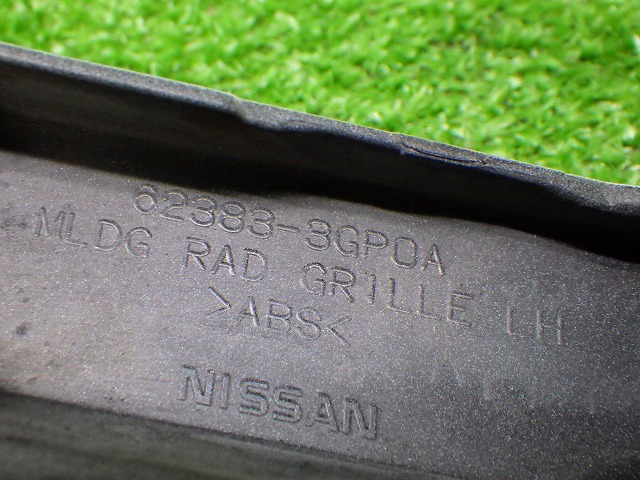 62383-3GP0A
MLDG RAD GRILLE LH
>ABS<
NISSAN